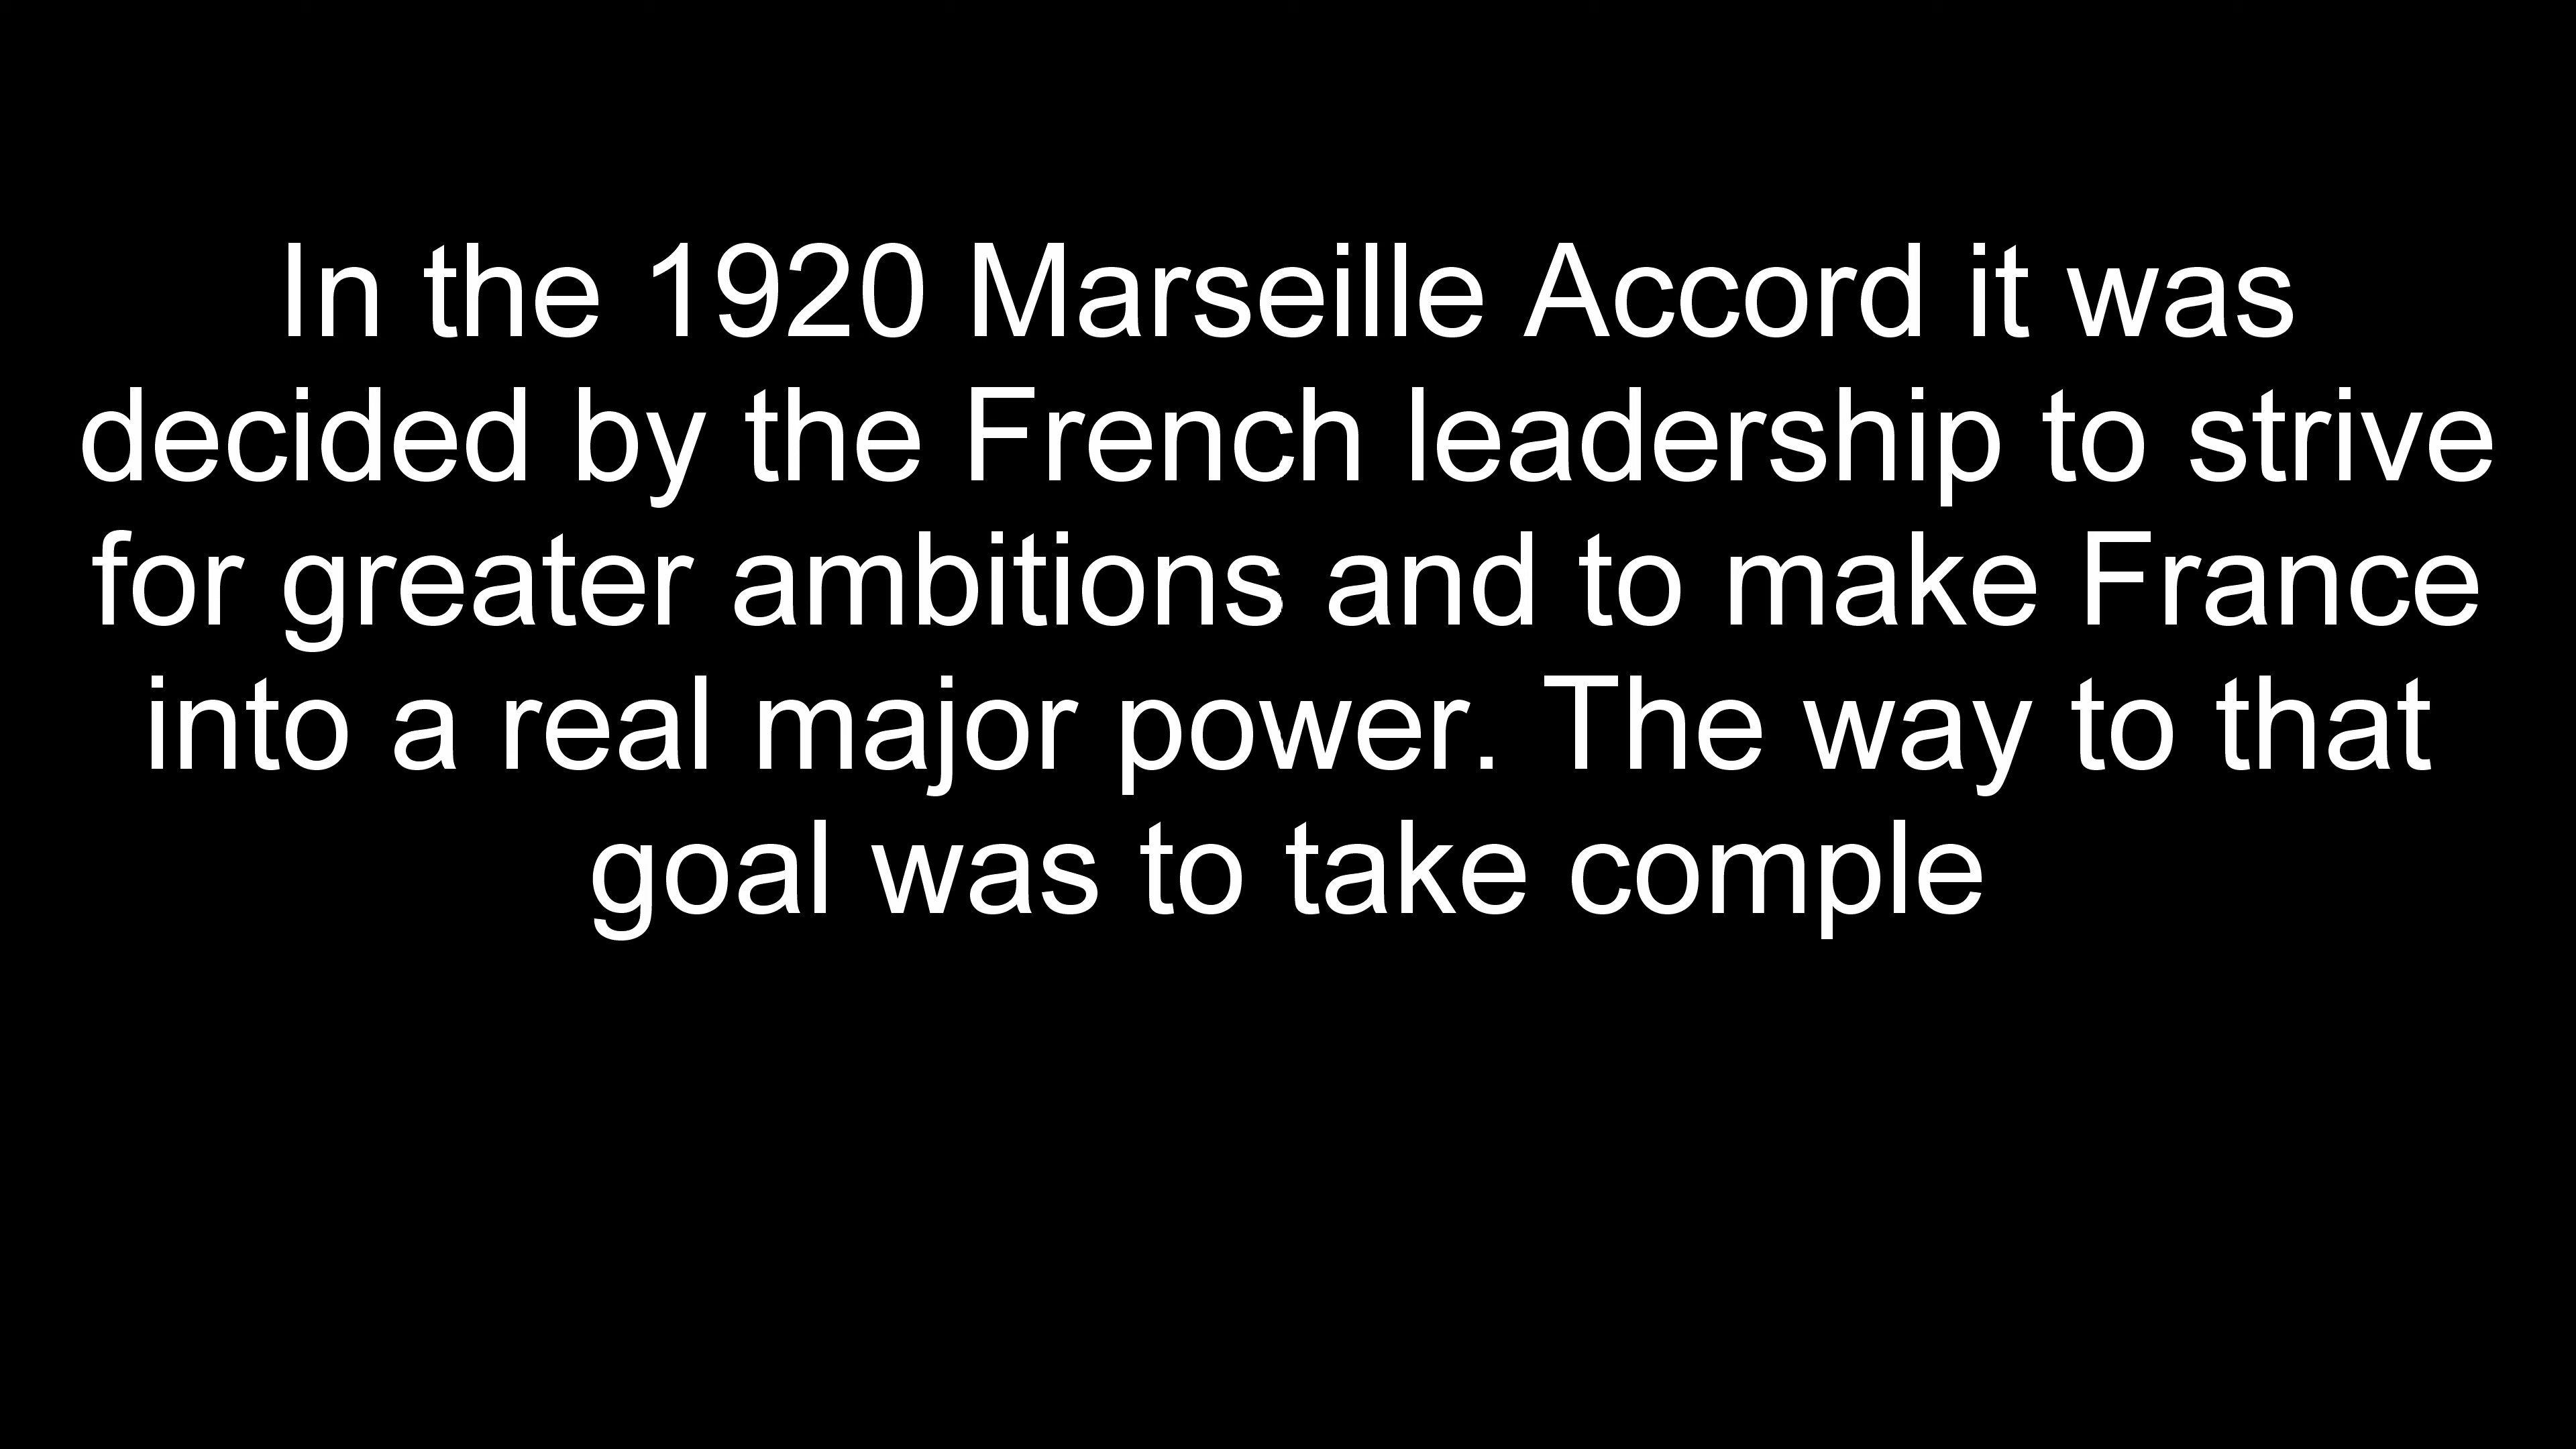 In the 1920 Marseille Accord it was
decided by the French leadership to strive
for greater ambitions and to make France
into a real major power. The way to that
goal was to take comple